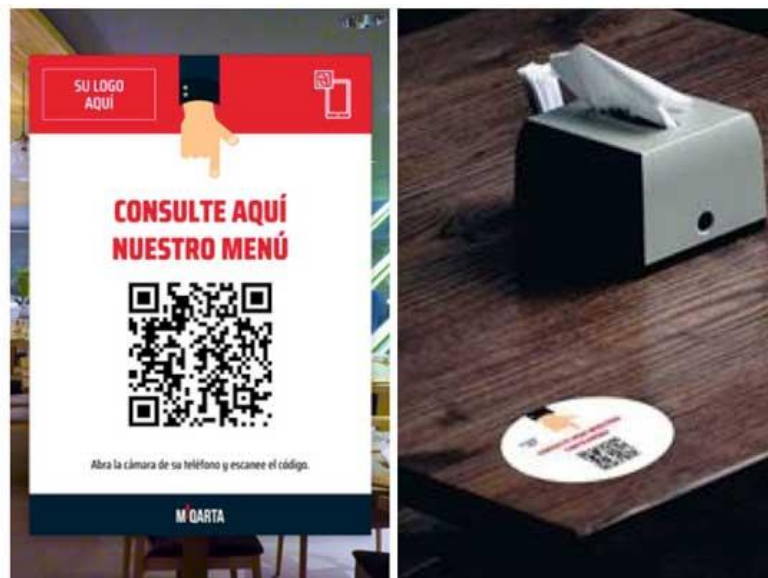 SU LOGO
AQUÍ
CONSULTE AQUÍ
NUESTRO MENÚ
Abra la cámara de su teléfono y escanee el código.
MIQARTA